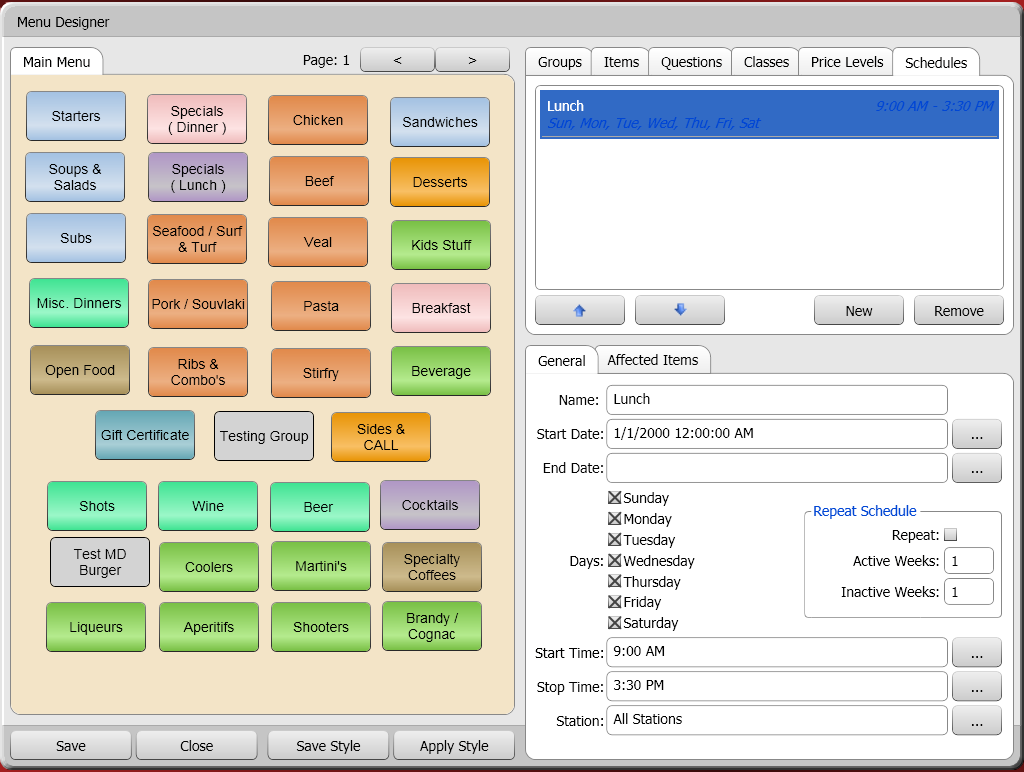 Menu Designer
Main Menu
Page: 1
<
>
Starters
Specials
( Dinner )
Chicken
Sandwiches
Soups &
Salads
Specials
( Lunch )
Beef
Desserts
Subs
Seafood / Surf
& Turf
Veal
Kids Stuff
Misc. Dinners
Pork / Souvlaki
Pasta
Breakfast
Open Food
Ribs &
Combo's
Stirfry
Beverage
Gift Certificate
Testing Group
Sides &
CALL
Shots
Wine
Beer
Cocktails
Test MD
Burger
Coolers
Martini's
Specialty
Coffees
Liqueurs
Aperitifs
Shooters
Brandy /
Cognac
Save
Close
Save Style
Apply Style
Groups
Items
Questions
Classes
Price Levels
Schedules
Lunch
9:00 AM - 3:30 PM
Sun, Mon, Tue, Wed, Thu, Fri, Sat
New
Remove
General
Affected Items
Name: Lunch
Start Date: 1/1/2000 12:00:00 AM ...
End Date: ...
Days:
Sunday
Monday
Tuesday
Wednesday
Thursday
Friday
Saturday
Repeat Schedule
Repeat:
Active Weeks: 1
Inactive Weeks: 1
Start Time: 9:00 AM ...
Stop Time: 3:30 PM ...
Station: All Stations ...